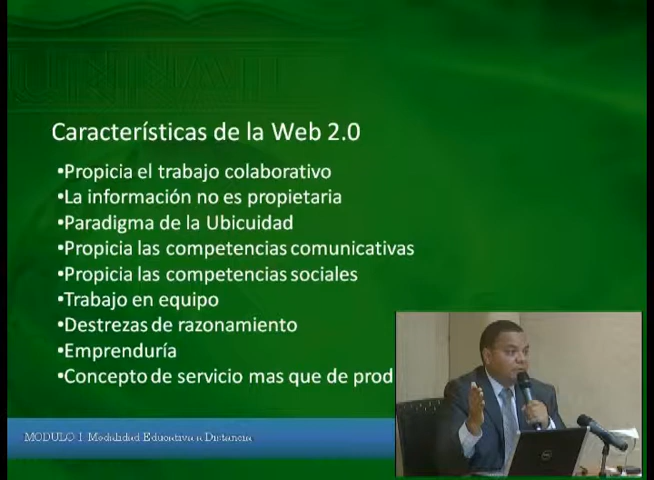 Características de la Web 2.0
•Propicia el trabajo colaborativo
•La información no es propietaria
•Paradigma de la Ubicuidad
•Propicia las competencias comunicativas
•Propicia las competencias sociales
•Trabajo en equipo
•Destrezas de razonamiento
•Emprenduría
•Concepto de servicio mas que de prod
MODULO I Modalidad Educativa a Distancia